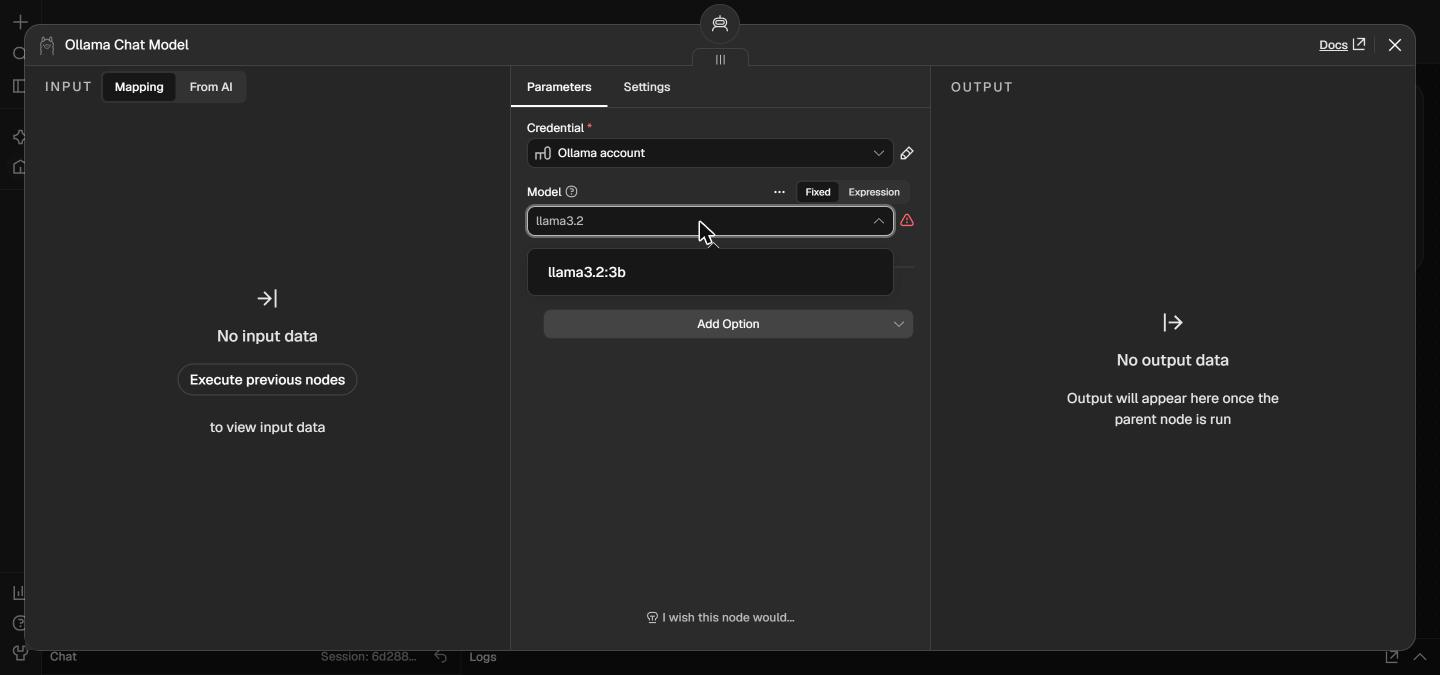 Ollama Chat Model
Docs
INPUT
Mapping
From AI
Parameters
Settings
OUTPUT
Credential *
Ollama account
Model
Fixed
Expression
llama3.2
llama3.2:3b
Add Option
No input data
Execute previous nodes
to view input data
No output data
Output will appear here once the
parent node is run
I wish this node would...
Chat
Session: 6d288...
Logs